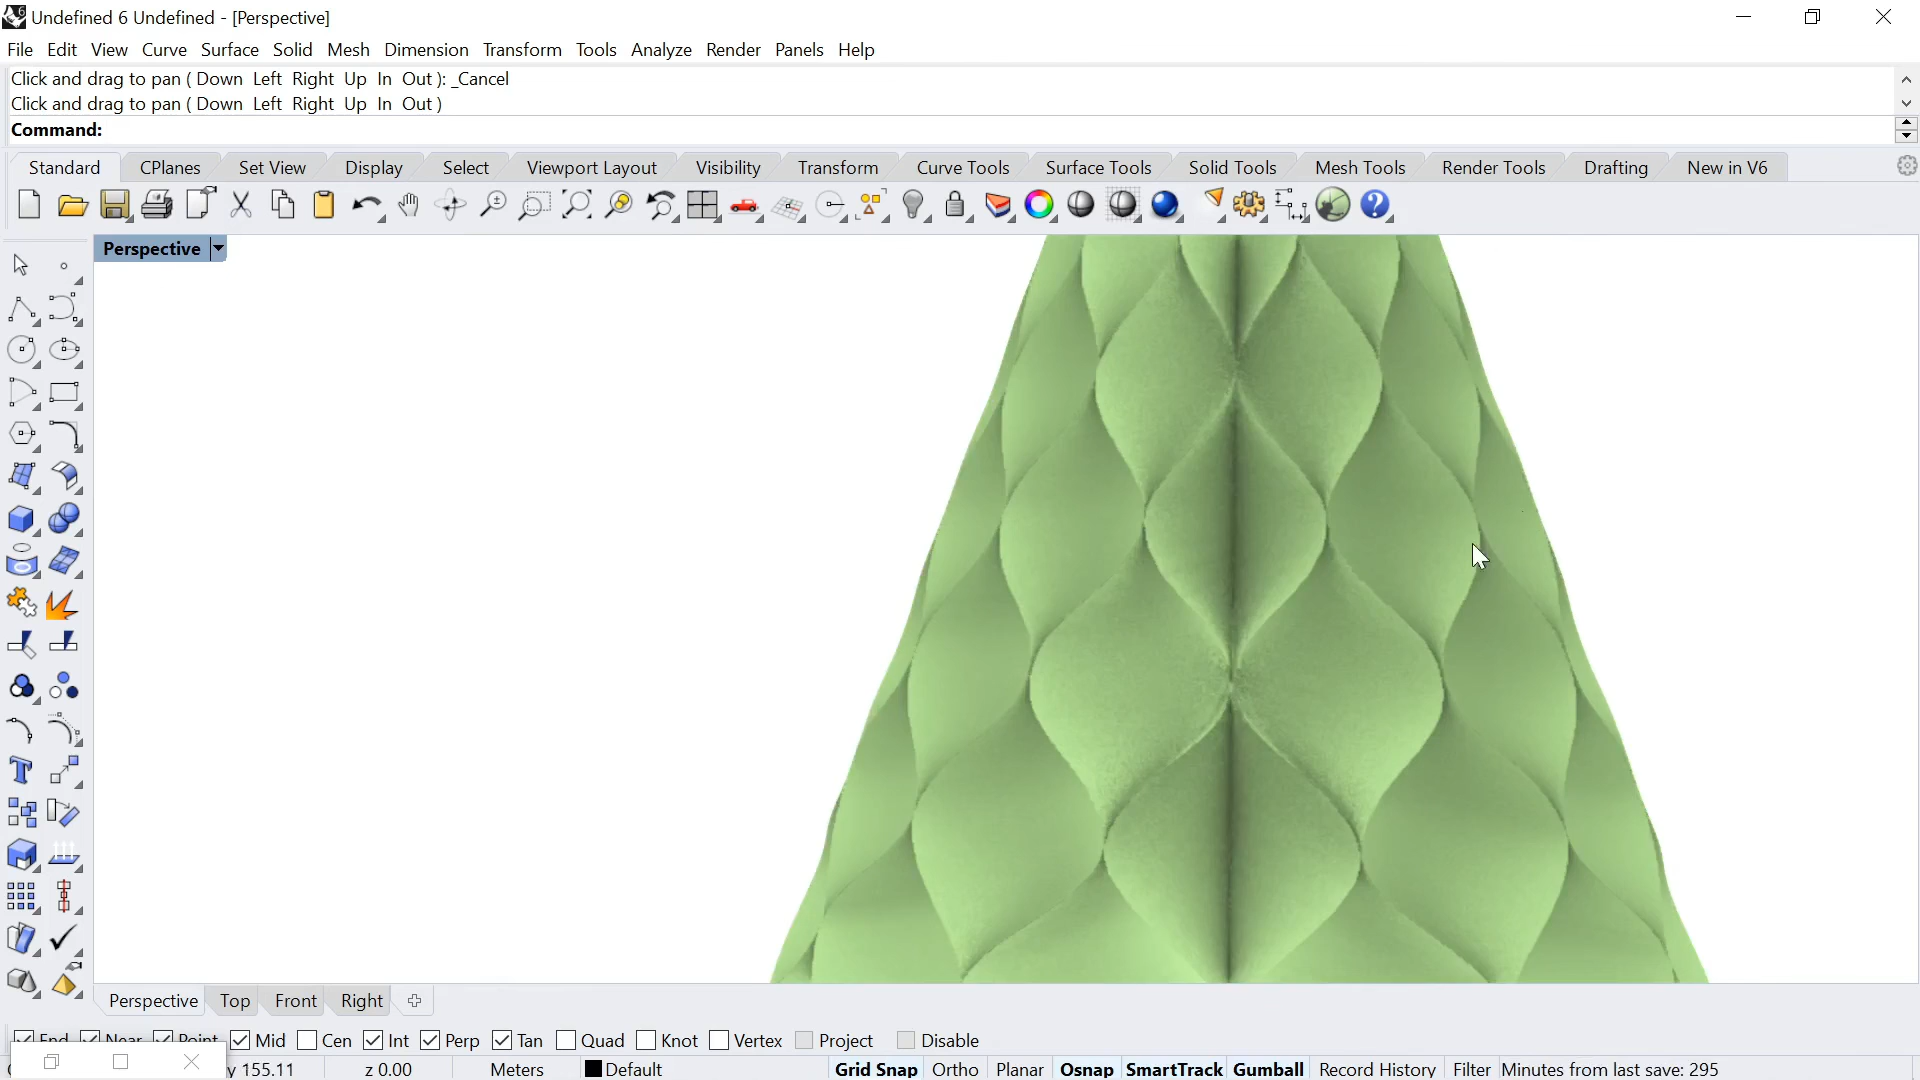 Undefined 6 Undefined - [Perspective]
File Edit View Curve Surface Solid Mesh Dimension Transform Tools Analyze Render Panels Help
Click and drag to pan ( Down Left Right Up In Out ): _Cancel
Click and drag to pan ( Down Left Right Up In Out )
Command:
Standard CPlanes Set View Display Select Viewport Layout Visibility Transform Curve Tools Surface Tools Solid Tools Mesh Tools Render Tools Drafting New in V6
Perspective
Perspective Top Front Right
End Near Point Mid Cen Int Perp Tan Quad Knot Vertex Project Disable
y 155.11 z 0.00 Meters Default Grid Snap Ortho Planar Osnap SmartTrack Gumball Record History Filter Minutes from last save: 295